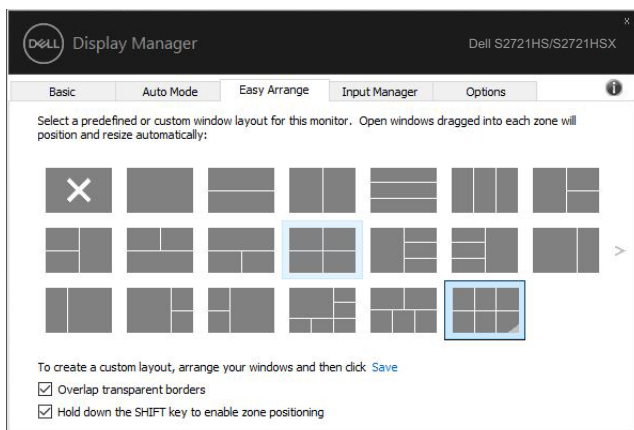 DELL Display Manager
x
Dell S2721HS/S2721HSX
Basic
Auto Mode
Easy Arrange
Input Manager
Options
i
Select a predefined or custom window layout for this monitor. Open windows dragged into each zone will
position and resize automatically:
>
To create a custom layout, arrange your windows and then click Save
Overlap transparent borders
Hold down the SHIFT key to enable zone positioning